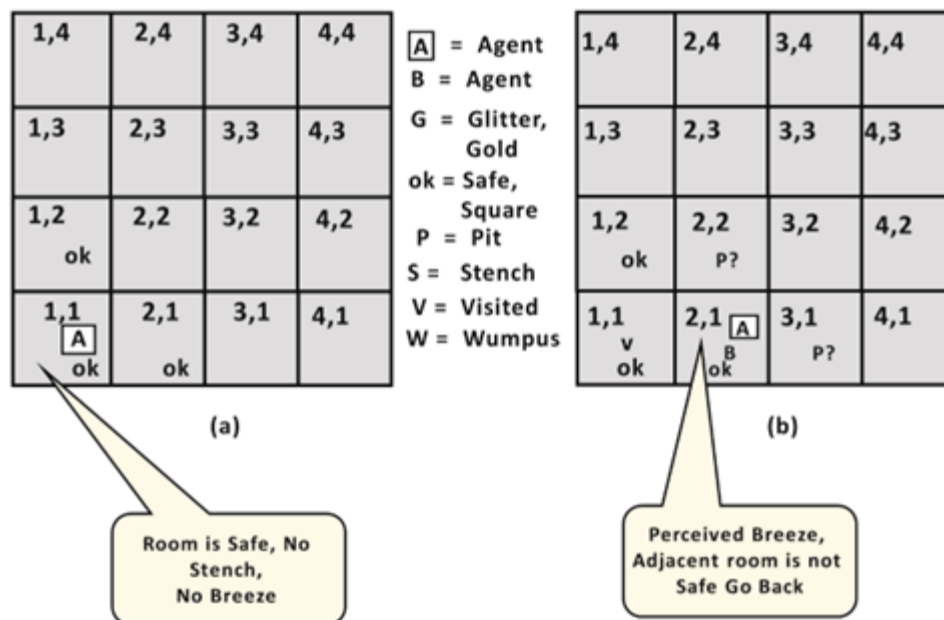 1,4 2,4 3,4 4,4
1,3 2,3 3,3 4,3
1,2 2,2 3,2 4,2
ok
1,1 2,1 3,1 4,1
A
ok ok
(a)
Room is Safe, No
Stench,
No Breeze
A = Agent
B = Agent
G = Glitter,
Gold
ok = Safe,
Square
P = Pit
S = Stench
V = Visited
W = Wumpus
1,4 2,4 3,4 4,4
1,3 2,3 3,3 4,3
1,2 2,2 3,2 4,2
ok P?
1,1 2,1 A 3,1 4,1
v B P?
ok ok
(b)
Perceived Breeze,
Adjacent room is not
Safe Go Back